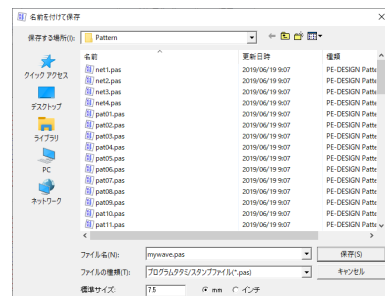 名前を付けて保存
保存する場所(I): Pattern
名前 更新日時 種類
net1.pas 2019/06/19 9:07 PE-DESIGN Patte
net2.pas 2019/06/19 9:07 PE-DESIGN Patte
net3.pas 2019/06/19 9:07 PE-DESIGN Patte
net4.pas 2019/06/19 9:07 PE-DESIGN Patte
pat01.pas 2019/06/19 9:07 PE-DESIGN Patte
pat02.pas 2019/06/19 9:07 PE-DESIGN Patte
pat03.pas 2019/06/19 9:07 PE-DESIGN Patte
pat04.pas 2019/06/19 9:07 PE-DESIGN Patte
pat05.pas 2019/06/19 9:07 PE-DESIGN Patte
pat06.pas 2019/06/19 9:07 PE-DESIGN Patte
pat07.pas 2019/06/19 9:07 PE-DESIGN Patte
pat08.pas 2019/06/19 9:07 PE-DESIGN Patte
pat09.pas 2019/06/19 9:07 PE-DESIGN Patte
pat10.pas 2019/06/19 9:07 PE-DESIGN Patte
pat11.pas 2019/06/19 9:07 PE-DESIGN Patte
クイック アクセス
デスクトップ
ライブラリ
PC
ネットワーク
ファイル名(N): mywave.pas 保存(S)
ファイルの種類(T): プログラムタタミ/スタンプファイル(*.pas) キャンセル
標準サイズ: 7.5 mm インチ